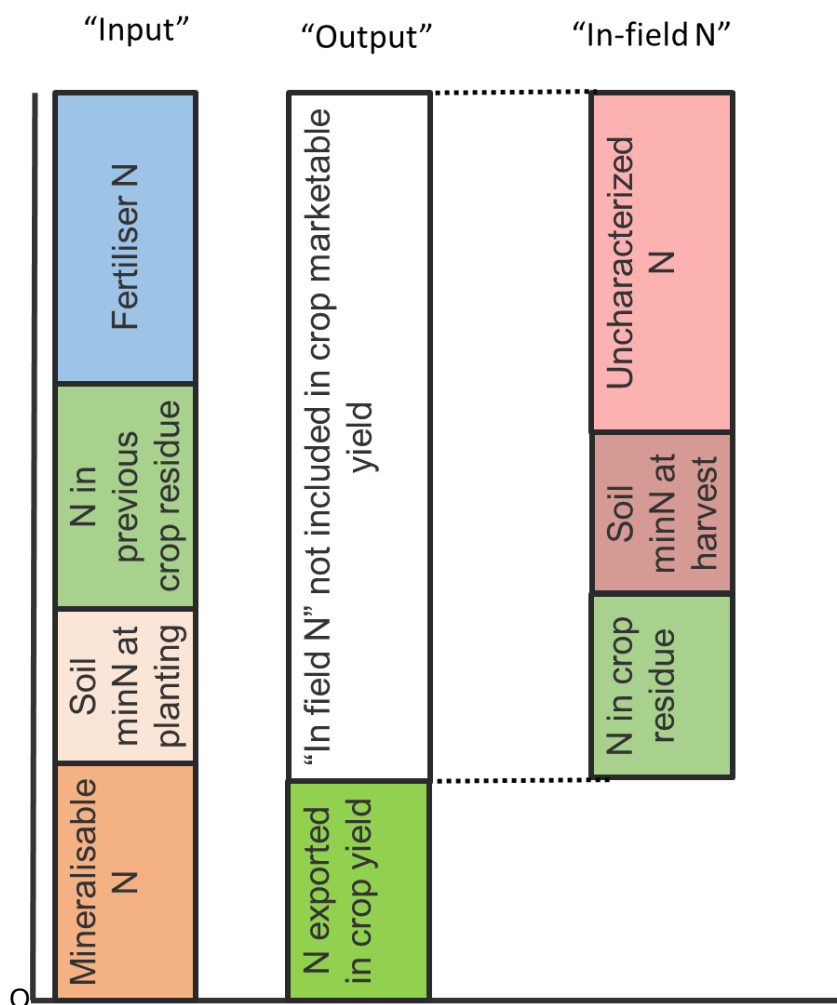 “Input”
“Output”
“In-field N”
Fertiliser N
N in
previous
crop residue
Soil
minN at
planting
Mineralisable
N
“In field N” not included in crop marketable
yield
N exported
in crop yield
Uncharacterized
N
Soil
minN at
harvest
N in crop
residue
O